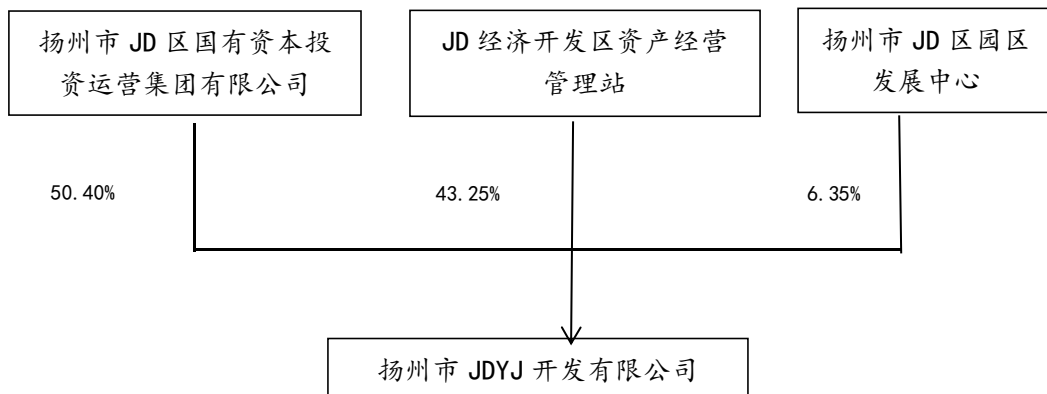 扬州市 JD 区国有资本投
资运营集团有限公司
JD 经济开发区资产经营
管理站
扬州市 JD 区园区
发展中心
50.40%
43.25%
6.35%
扬州市 JDYJ 开发有限公司